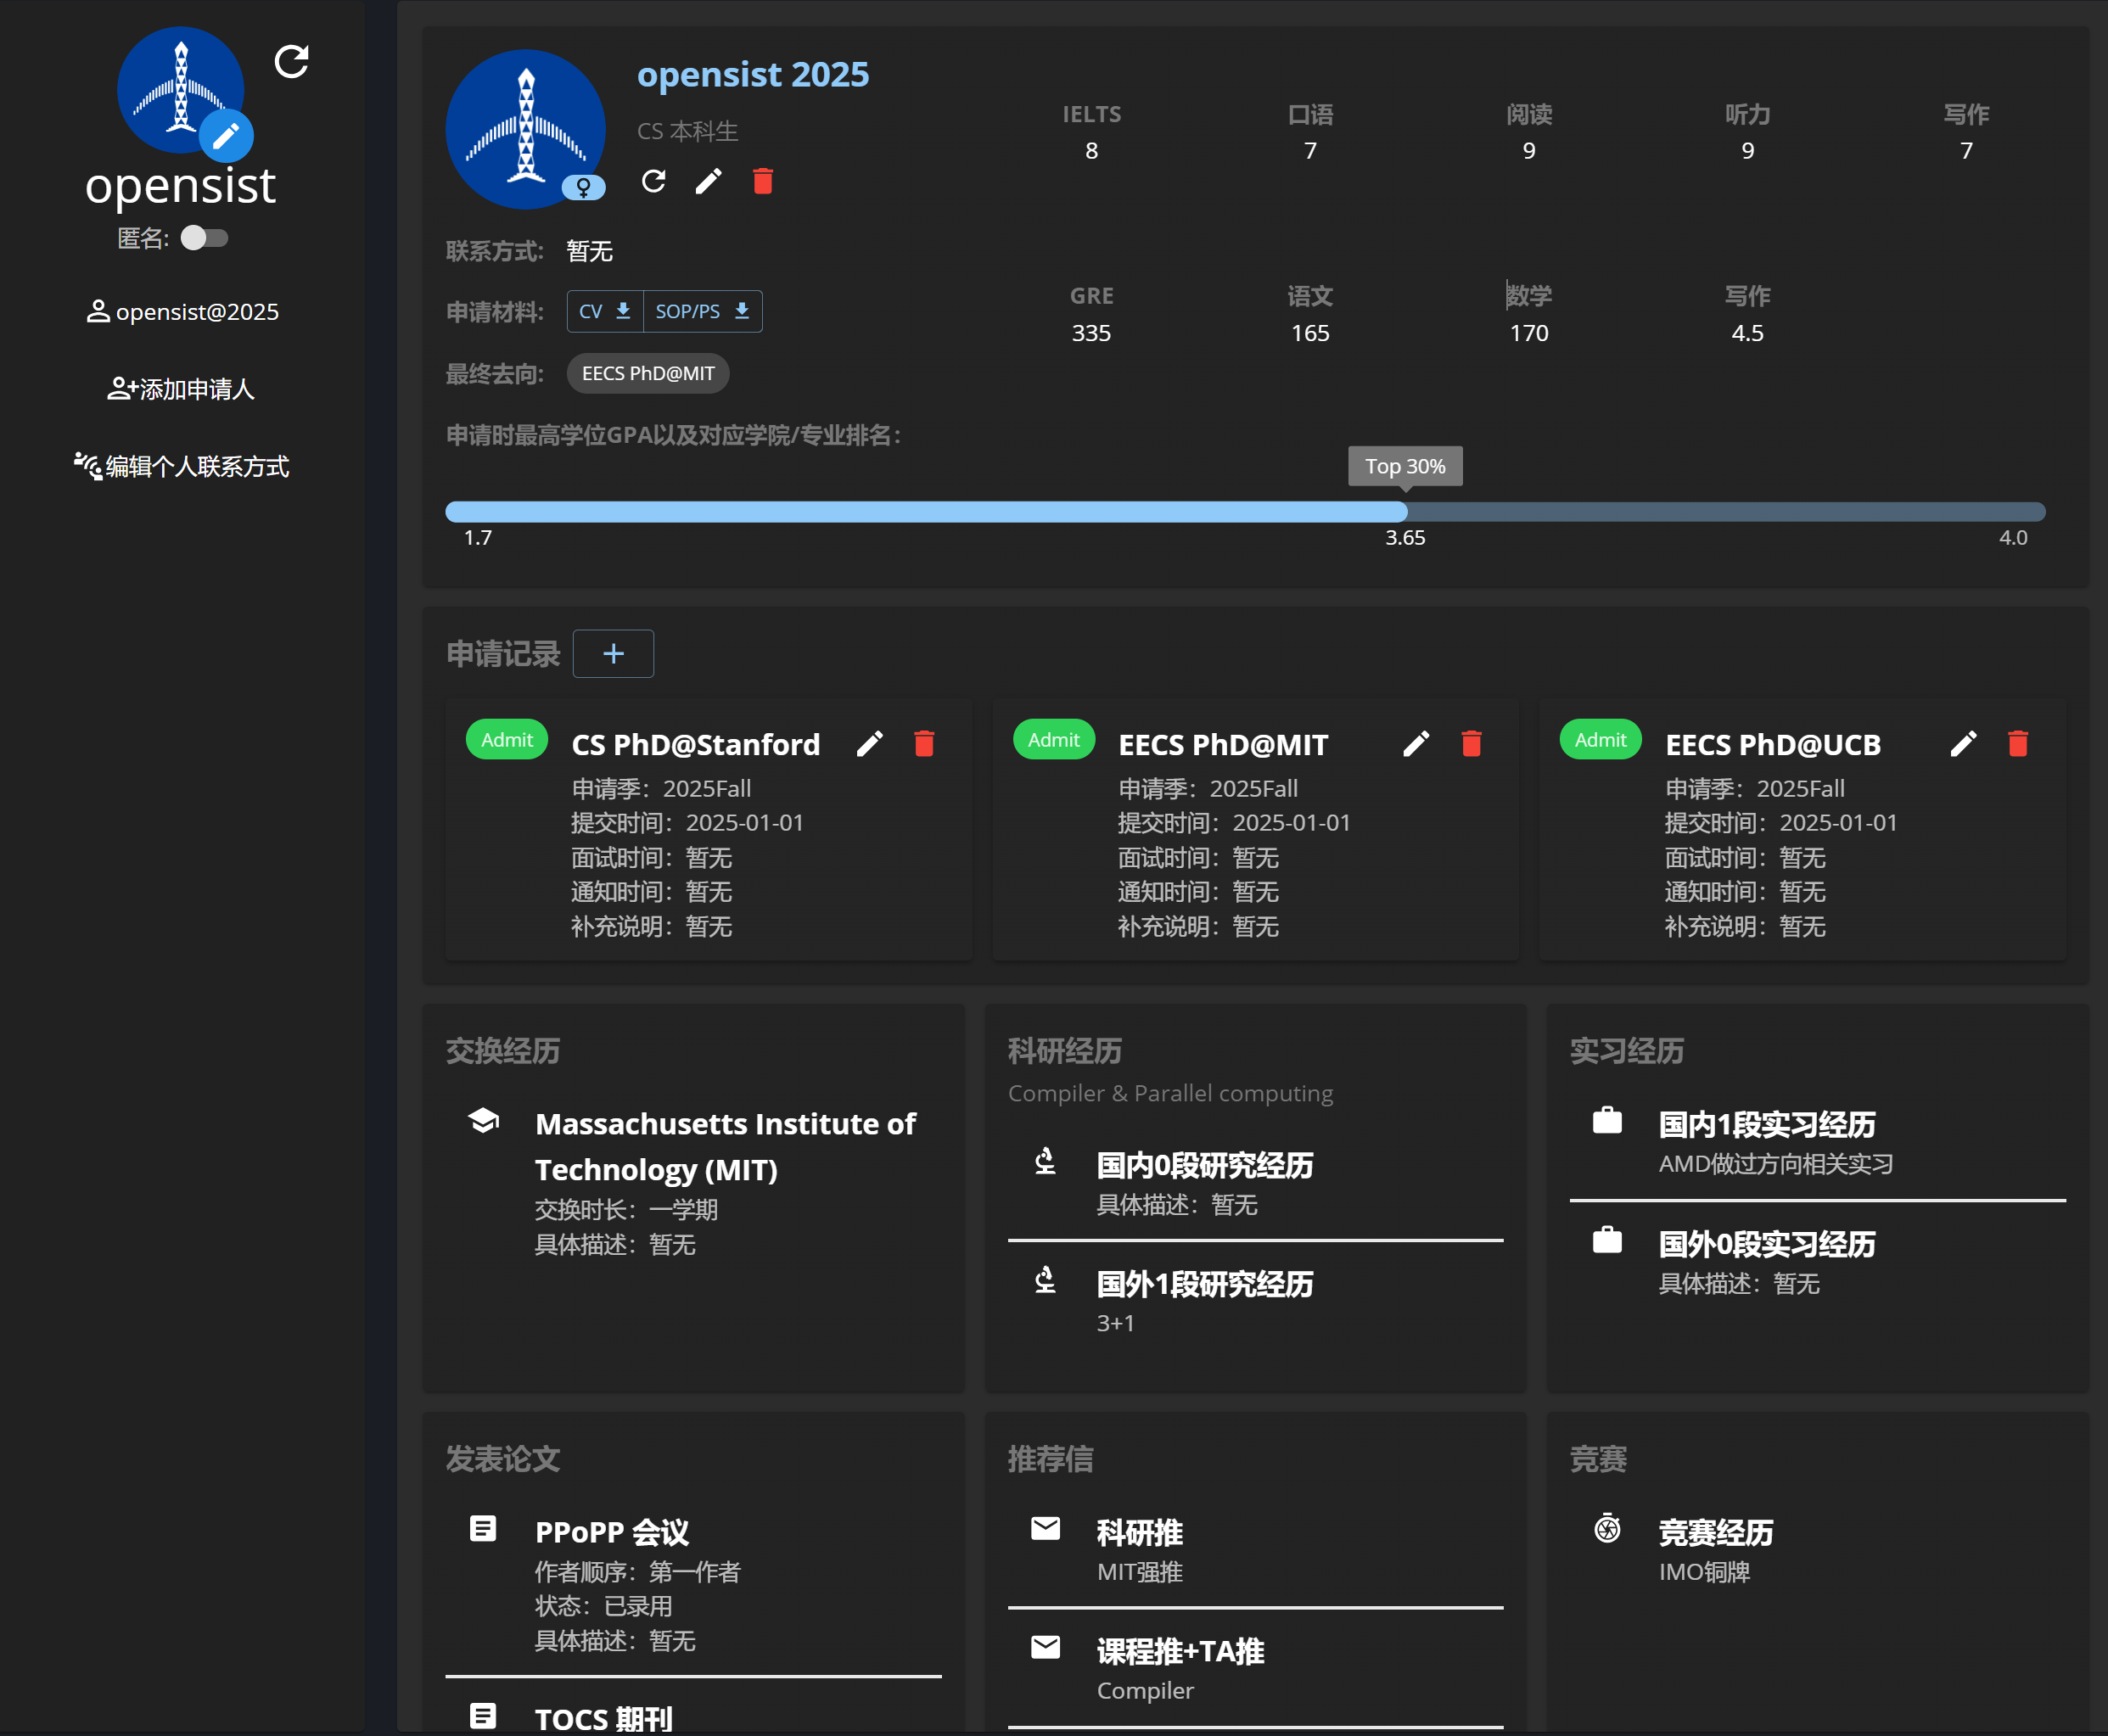 opensist
匿名:
opensist@2025
添加申请人
编辑个人联系方式
opensist 2025
CS 本科生
IELTS 口语 阅读 听力 写作
8 7 9 9 7
联系方式: 暂无
申请材料: CV SOP/PS
GRE 语文 数学 写作
335 165 170 4.5
最终去向: EECS PhD@MIT
申请时最高学位GPA以及对应学院/专业排名:
Top 30%
1.7 3.65 4.0
申请记录 +
Admit CS PhD@Stanford
申请季：2025Fall
提交时间：2025-01-01
面试时间：暂无
通知时间：暂无
补充说明：暂无
Admit EECS PhD@MIT
申请季：2025Fall
提交时间：2025-01-01
面试时间：暂无
通知时间：暂无
补充说明：暂无
Admit EECS PhD@UCB
申请季：2025Fall
提交时间：2025-01-01
面试时间：暂无
通知时间：暂无
补充说明：暂无
交换经历
Massachusetts Institute of
Technology (MIT)
交换时长：一学期
具体描述：暂无
科研经历
Compiler & Parallel computing
国内0段研究经历
具体描述：暂无
国外1段研究经历
3+1
实习经历
国内1段实习经历
AMD做过方向相关实习
国外0段实习经历
具体描述：暂无
发表论文
PPoPP 会议
作者顺序：第一作者
状态：已录用
具体描述：暂无
TOCS 期刊
推荐信
科研推
MIT强推
课程推+TA推
Compiler
竞赛
竞赛经历
IMO铜牌